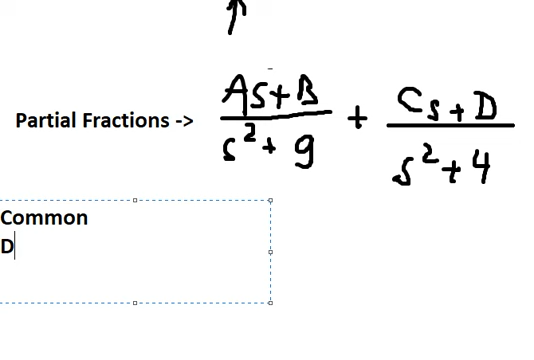 Partial Fractions -> As+B/s²+9 + Cs+D/s²+4
Common
D